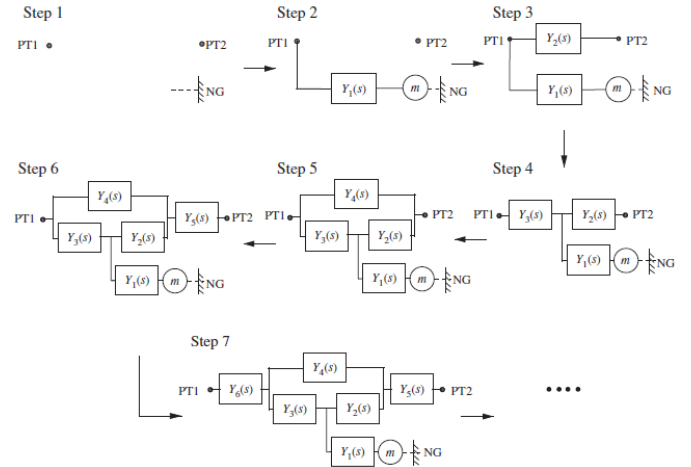 Step 1
PT1
PT2
NG
Step 2
PT1
PT2
Y₁(s)
m
NG
Step 3
PT1
Y₂(s)
PT2
Y₁(s)
m
NG
Step 6
Y₄(s)
PT1
Y₅(s)
PT2
Y₃(s)
Y₂(s)
Y₁(s)
m
NG
Step 5
Y₄(s)
PT1
PT2
Y₃(s)
Y₂(s)
Y₁(s)
m
NG
Step 4
PT1
Y₃(s)
Y₂(s)
PT2
Y₁(s)
m
NG
Step 7
Y₄(s)
PT1
Y₆(s)
Y₅(s)
PT2
Y₃(s)
Y₂(s)
Y₁(s)
m
NG